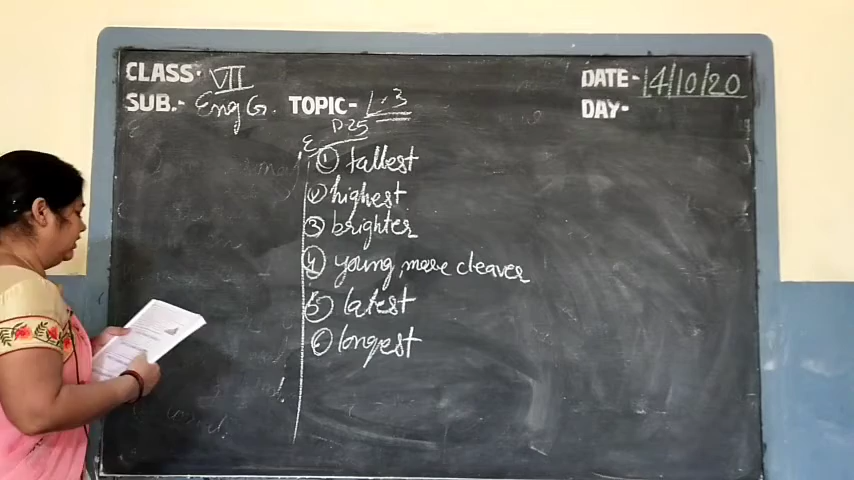 CLASS:- VII
SUB.- Eng G. TOPIC- L-3
DATE- 14/10/20
DAY-
P-25
E
① tallest
② highest
③ brighter
④ young, more cleaver
⑤ latest
⑥ longest